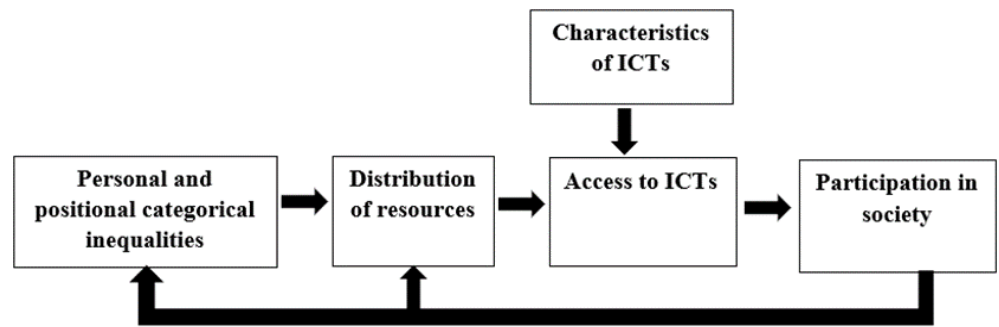 Characteristics
of ICTs
Personal and
positional categorical
inequalities
Distribution
of resources
Access to ICTs
Participation in
society